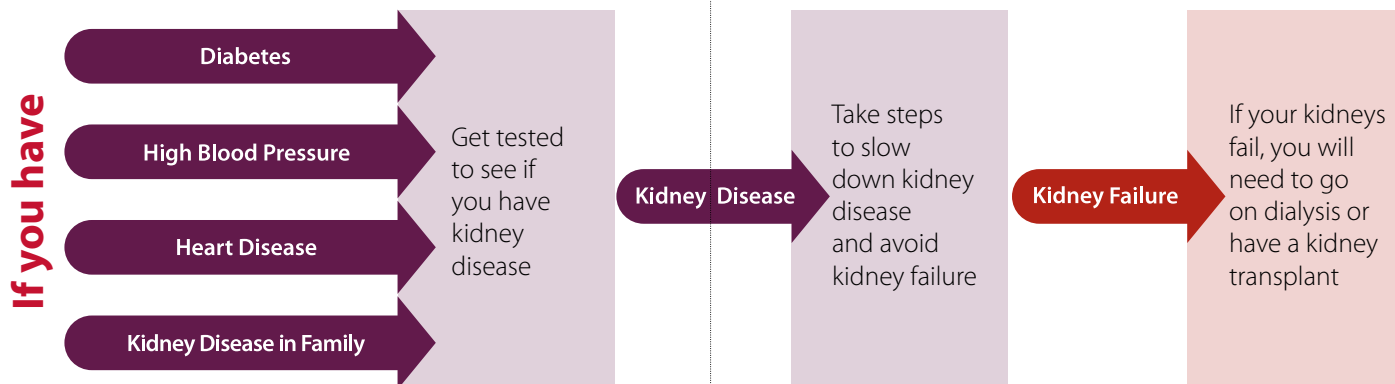 If you have
Diabetes
High Blood Pressure
Heart Disease
Kidney Disease in Family
Get tested
to see if
you have
kidney
disease
Kidney Disease
Take steps
to slow
down kidney
disease
and avoid
kidney failure
Kidney Failure
If your kidneys
fail, you will
need to go
on dialysis or
have a kidney
transplant